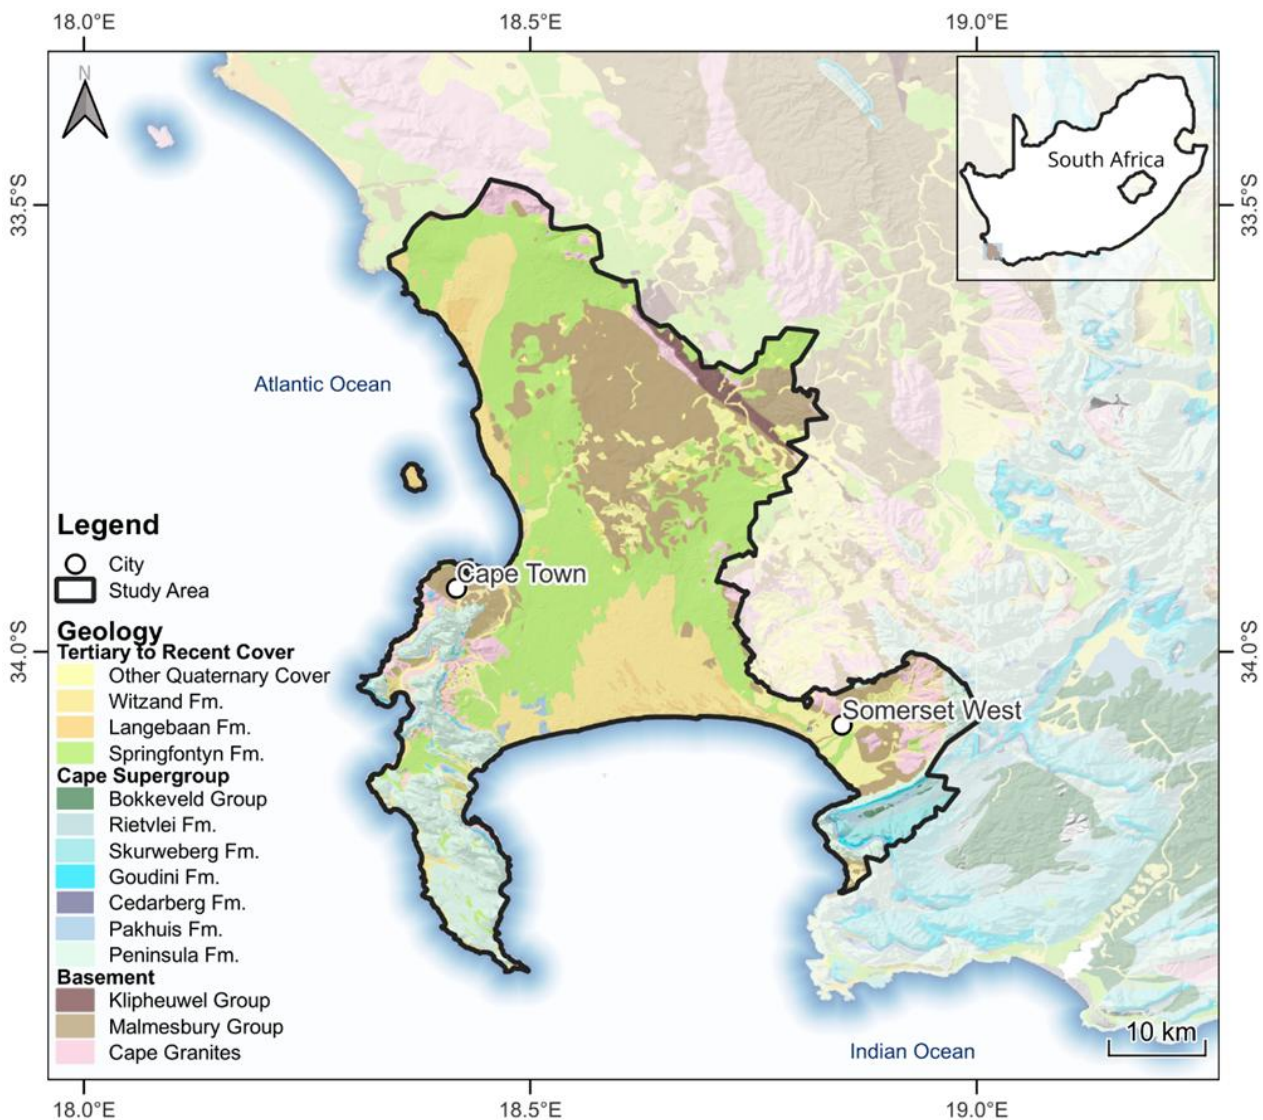 18.0°E
18.5°E
19.0°E
N
South Africa
33.5°S
33.5°S
Atlantic Ocean
Legend
City
Study Area
Cape Town
Geology
Tertiary to Recent Cover
Other Quaternary Cover
Witzand Fm.
Langebaan Fm.
Springfontyn Fm.
34.0°S
34.0°S
Somerset West
Cape Supergroup
Bokkeveld Group
Rietvlei Fm.
Skurweberg Fm.
Goudini Fm.
Cedarberg Fm.
Pakhuis Fm.
Peninsula Fm.
Basement
Klipheuwel Group
Malmesbury Group
Cape Granites
10 km
Indian Ocean
18.0°E
18.5°E
19.0°E